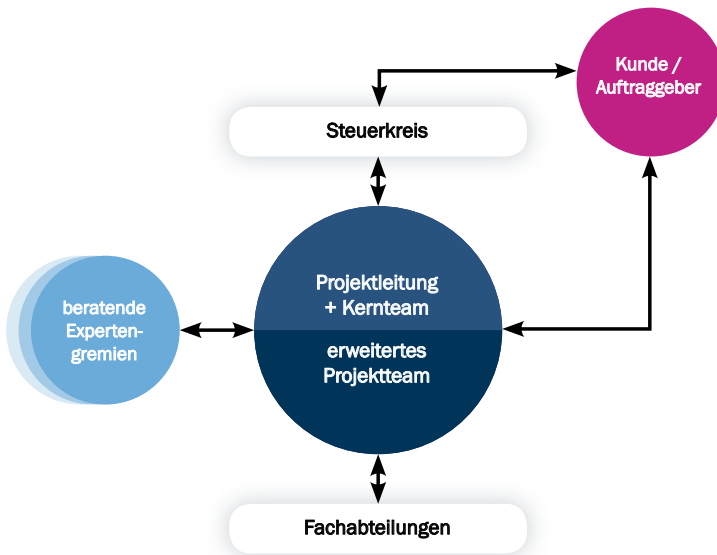 Kunde /
Auftraggeber
Steuerkreis
Projektleitung
+ Kernteam
beratende
Experten-
gremien
erweitertes
Projektteam
Fachabteilungen